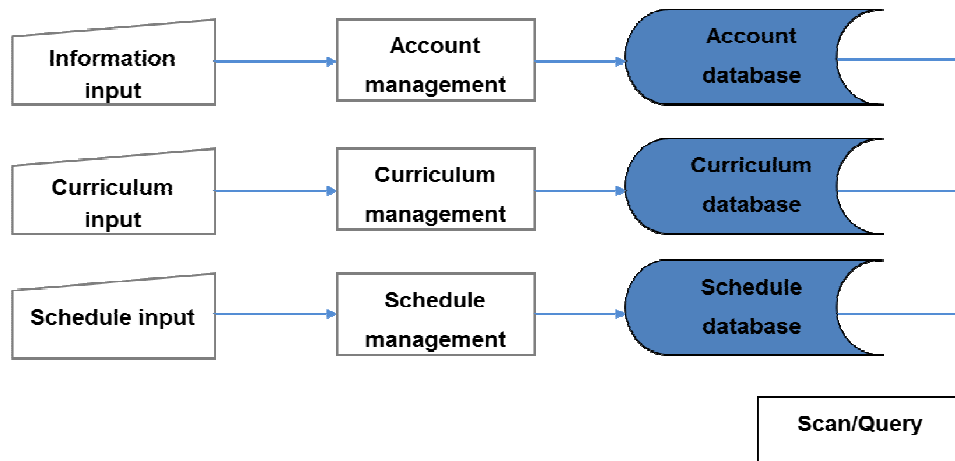 Information
input
Account
management
Account
database
Curriculum
input
Curriculum
management
Curriculum
database
Schedule input
Schedule
management
Schedule
database
Scan/Query